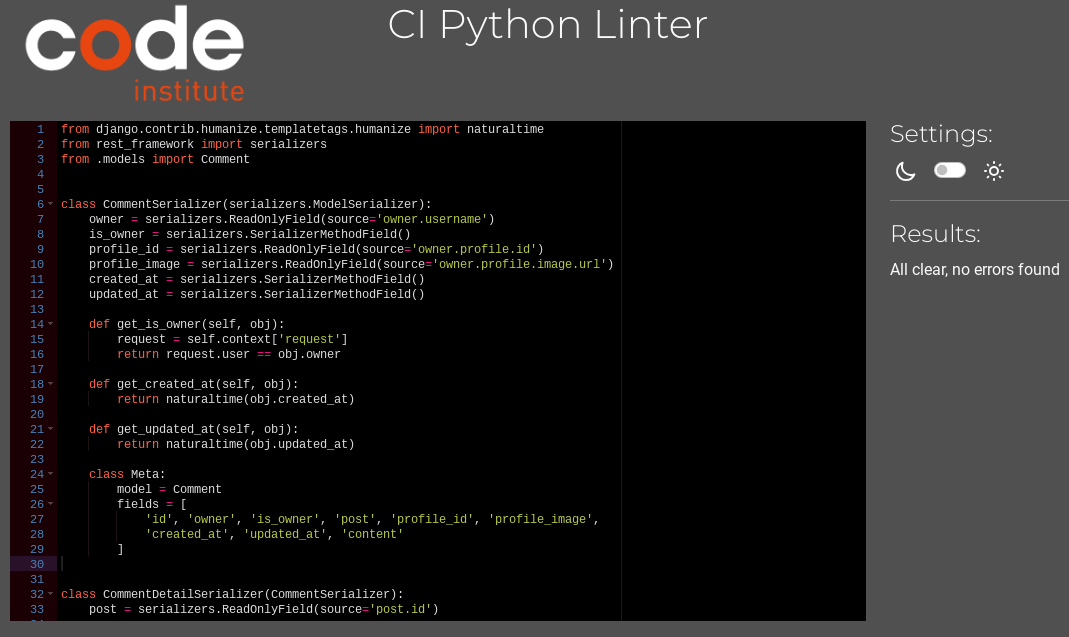 code
institute
CI Python Linter
1 from django.contrib.humanize.templatetags.humanize import naturaltime
2 from rest_framework import serializers
3 from .models import Comment
4
5
6 class CommentSerializer(serializers.ModelSerializer):
7     owner = serializers.ReadOnlyField(source='owner.username')
8     is_owner = serializers.SerializerMethodField()
9     profile_id = serializers.ReadOnlyField(source='owner.profile.id')
10     profile_image = serializers.ReadOnlyField(source='owner.profile.image.url')
11     created_at = serializers.SerializerMethodField()
12     updated_at = serializers.SerializerMethodField()
13
14     def get_is_owner(self, obj):
15         request = self.context['request']
16         return request.user == obj.owner
17
18     def get_created_at(self, obj):
19         return naturaltime(obj.created_at)
20
21     def get_updated_at(self, obj):
22         return naturaltime(obj.updated_at)
23
24     class Meta:
25         model = Comment
26         fields = [
27             'id', 'owner', 'is_owner', 'post', 'profile_id', 'profile_image',
28             'created_at', 'updated_at', 'content'
29         ]
30
31
32 class CommentDetailSerializer(CommentSerializer):
33     post = serializers.ReadOnlyField(source='post.id')
Settings:
Results:
All clear, no errors found